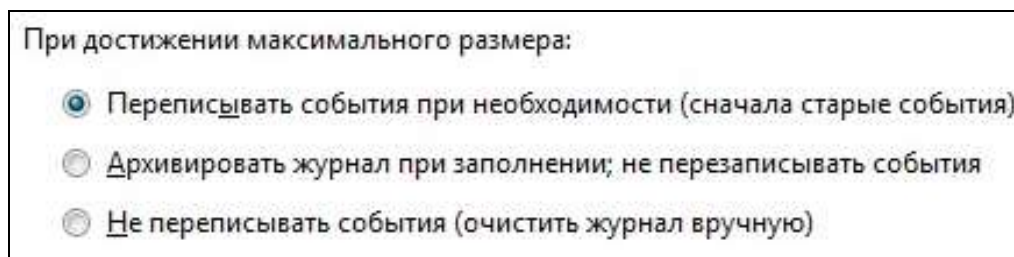 При достижении максимального размера:
Переписывать события при необходимости (сначала старые события)
Архивировать журнал при заполнении; не перезаписывать события
Не переписывать события (очистить журнал вручную)